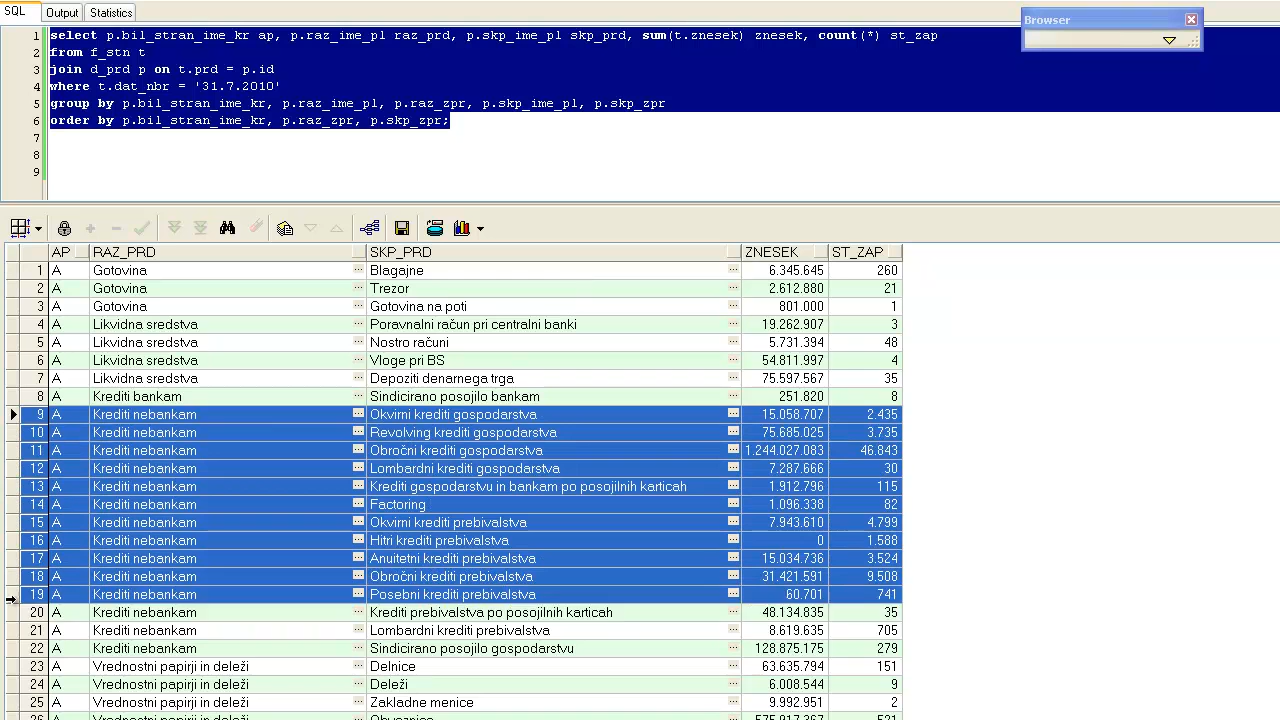 SQL Output Statistics
Browser
1 select p.bil_stran_ime_kr ap, p.raz_ime_pl raz_prd, p.skp_ime_pl skp_prd, sum(t.znesek) znesek, count(*) st_zap
2 from f_stn t
3 join d_prd p on t.prd = p.id
4 where t.dat_nbr = '31.7.2010'
5 group by p.bil_stran_ime_kr, p.raz_ime_pl, p.raz_zpr, p.skp_ime_pl, p.skp_zpr
6 order by p.bil_stran_ime_kr, p.raz_zpr, p.skp_zpr;
7
8
9
AP RAZ_PRD SKP_PRD ZNESEK ST_ZAP
1 A Gotovina ... Blagajne ... 6.345.645 260
2 A Gotovina ... Trezor ... 2.612.880 21
3 A Gotovina ... Gotovina na poti ... 801.000 1
4 A Likvidna sredstva ... Poravnalni račun pri centralni banki ... 19.262.907 3
5 A Likvidna sredstva ... Nostro računi ... 5.731.394 48
6 A Likvidna sredstva ... Vloge pri BS ... 54.811.997 4
7 A Likvidna sredstva ... Depoziti denarnega trga ... 75.597.567 35
8 A Krediti bankam ... Sindicirano posojilo bankam ... 251.820 8
9 A Krediti nebankam ... Okvirni krediti gospodarstva ... 15.058.707 2.435
10 A Krediti nebankam ... Revolving krediti gospodarstva ... 75.685.025 3.735
11 A Krediti nebankam ... Obročni krediti gospodarstva ... 1.244.027.083 46.843
12 A Krediti nebankam ... Lombardni krediti gospodarstva ... 7.287.666 30
13 A Krediti nebankam ... Krediti gospodarstvu in bankam po posojilnih karticah ... 1.912.796 115
14 A Krediti nebankam ... Factoring ... 1.096.338 82
15 A Krediti nebankam ... Okvirni krediti prebivalstva ... 7.943.610 4.799
16 A Krediti nebankam ... Hitri krediti prebivalstva ... 0 1.588
17 A Krediti nebankam ... Anuitetni krediti prebivalstva ... 15.034.736 3.524
18 A Krediti nebankam ... Obročni krediti prebivalstva ... 31.421.591 9.508
19 A Krediti nebankam ... Posebni krediti prebivalstva ... 60.701 741
20 A Krediti nebankam ... Krediti prebivalstva po posojilnih karticah ... 48.134.835 35
21 A Krediti nebankam ... Lombardni krediti prebivalstva ... 8.619.635 705
22 A Krediti nebankam ... Sindicirano posojilo gospodarstvu ... 128.875.175 279
23 A Vrednostni papirji in deleži ... Delnice ... 63.635.794 151
24 A Vrednostni papirji in deleži ... Deleži ... 6.008.544 9
25 A Vrednostni papirji in deleži ... Zakladne menice ... 9.992.951 2
26 A Vrednostni papirji in deleži